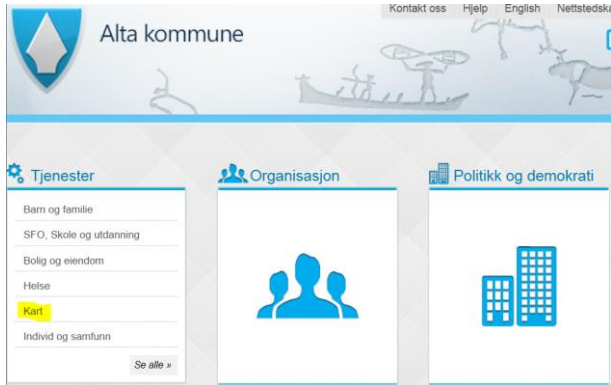 Kontakt oss Hjelp English
Alta kommune
Tjenester
Barn og familie
SFO, Skole og utdanning
Bolig og eiendom
Helse
Kart
Individ og samfunn
Se alle »
Organisasjon
Politikk og demokrati